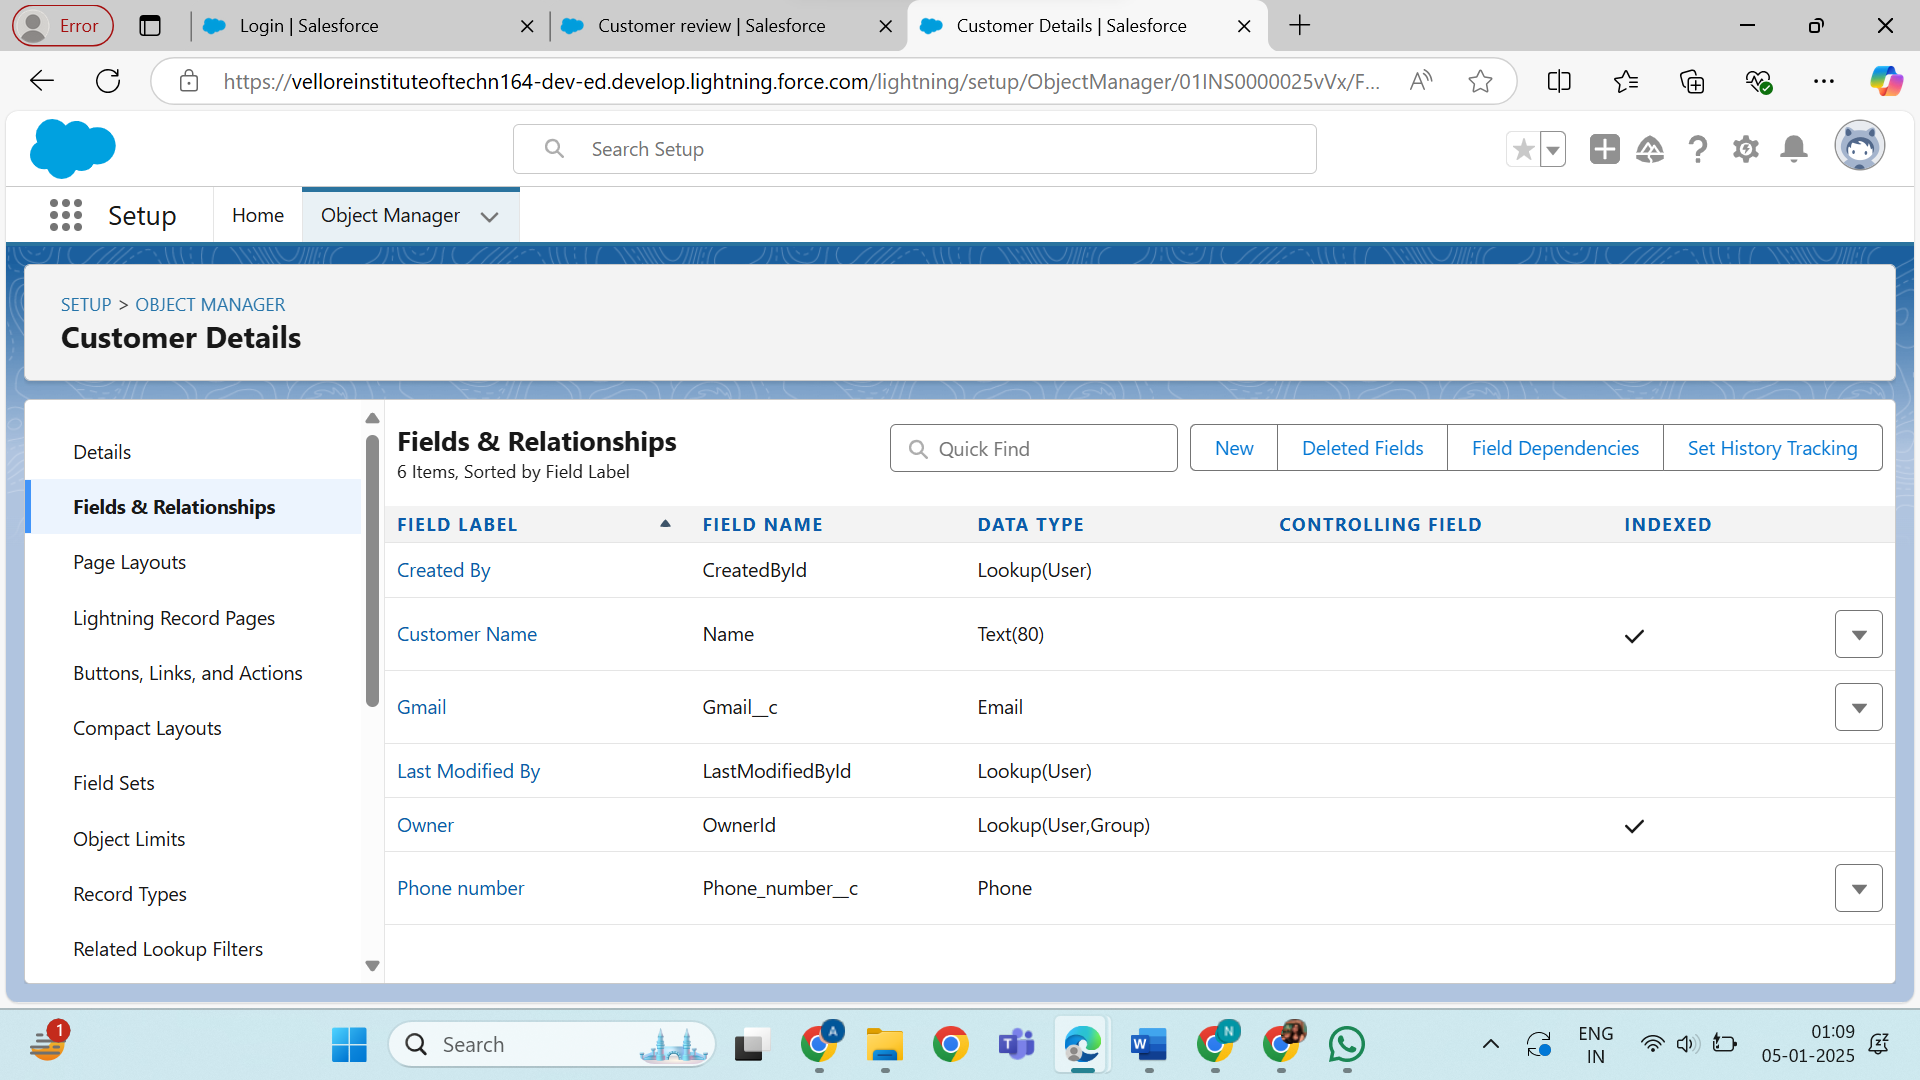 Error
Login | Salesforce
Customer review | Salesforce
Customer Details | Salesforce
https://velloreinstituteoftechn164-dev-ed.develop.lightning.force.com/lightning/setup/ObjectManager/01INS0000025vVx/F...
Search Setup
Setup
Home
Object Manager
SETUP > OBJECT MANAGER
Customer Details
Details
Fields & Relationships
Page Layouts
Lightning Record Pages
Buttons, Links, and Actions
Compact Layouts
Field Sets
Object Limits
Record Types
Related Lookup Filters
Fields & Relationships
6 Items, Sorted by Field Label
Quick Find
New
Deleted Fields
Field Dependencies
Set History Tracking
FIELD LABEL FIELD NAME DATA TYPE CONTROLLING FIELD INDEXED
Created By CreatedById Lookup(User)
Customer Name Name Text(80)
Gmail Gmail__c Email
Last Modified By LastModifiedById Lookup(User)
Owner OwnerId Lookup(User,Group)
Phone number Phone_number__c Phone
1
Search
A
T
W
N
ENG
IN
01:09
05-01-2025